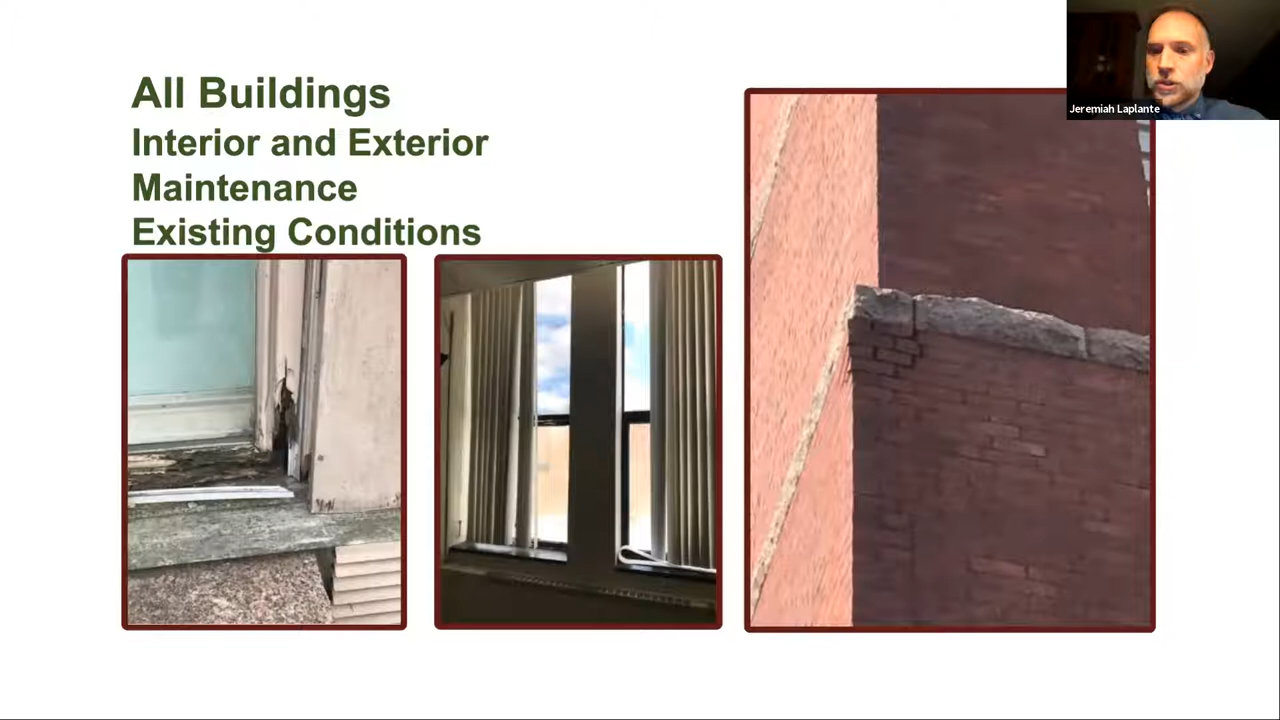 All Buildings
Interior and Exterior
Maintenance
Existing Conditions
Jeremiah Laplante